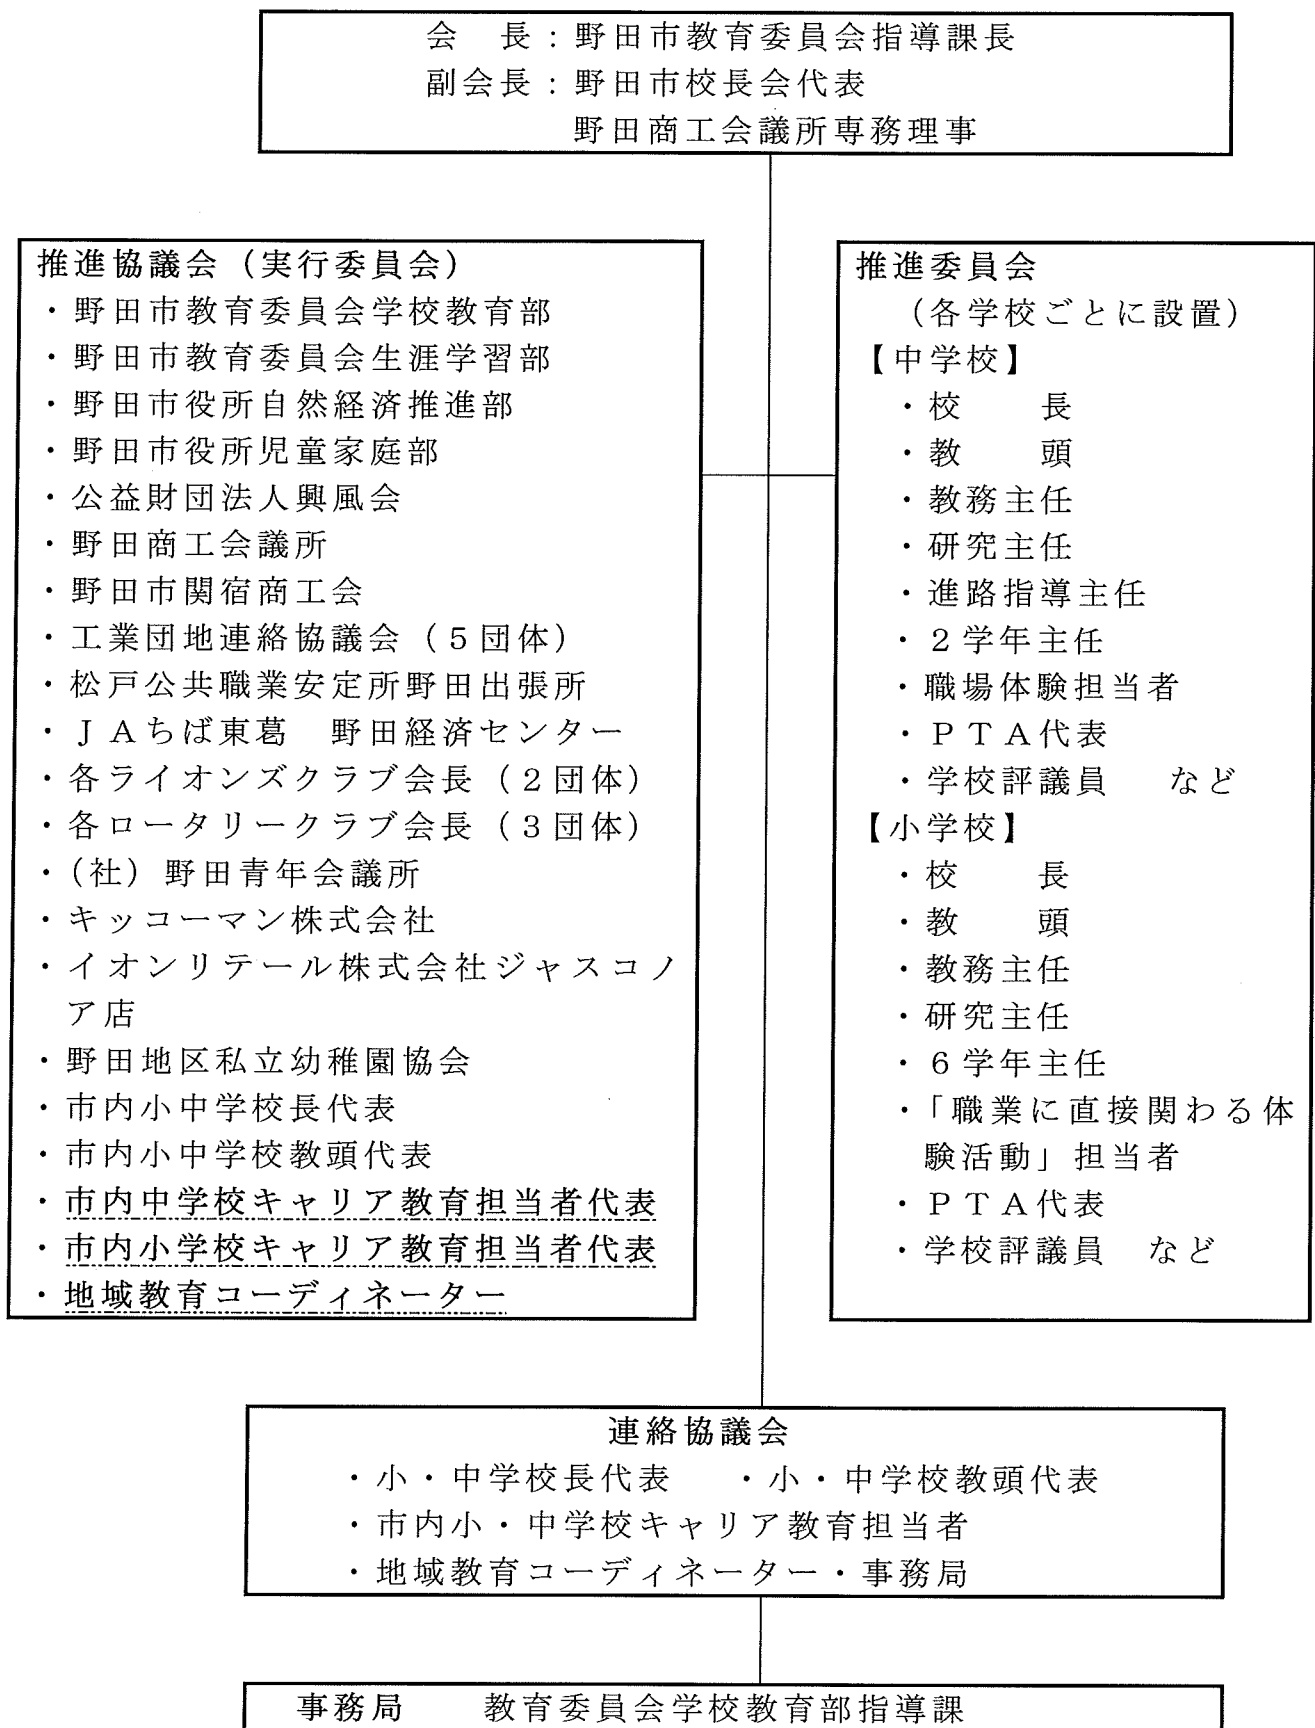 会　長：野田市教育委員会指導課長
副会長：野田市校長会代表
野田商工会議所専務理事
推進協議会（実行委員会）
・野田市教育委員会学校教育部
・野田市教育委員会生涯学習部
・野田市役所自然経済推進部
・野田市役所児童家庭部
・公益財団法人興風会
・野田商工会議所
・野田市関宿商工会
・工業団地連絡協議会（５団体）
・松戸公共職業安定所野田出張所
・ＪＡちば東葛　野田経済センター
・各ライオンズクラブ会長（２団体）
・各ロータリークラブ会長（３団体）
・(社）野田青年会議所
・キッコーマン株式会社
・イオンリテール株式会社ジャスコノ
ア店
・野田地区私立幼稚園協会
・市内小中学校長代表
・市内小中学校教頭代表
・市内中学校キャリア教育担当者代表
・市内小学校キャリア教育担当者代表
・地域教育コーディネーター
推進委員会
（各学校ごとに設置）
【中学校】
・校　　長
・教　　頭
・教務主任
・研究主任
・進路指導主任
・２学年主任
・職場体験担当者
・ＰＴＡ代表
・学校評議員　など
【小学校】
・校　　長
・教　　頭
・教務主任
・研究主任
・６学年主任
・「職業に直接関わる体
験活動」担当者
・ＰＴＡ代表
・学校評議員　など
連絡協議会
・小・中学校長代表　・小・中学校教頭代表
・市内小・中学校キャリア教育担当者
・地域教育コーディネーター・事務局
事務局　　教育委員会学校教育部指導課